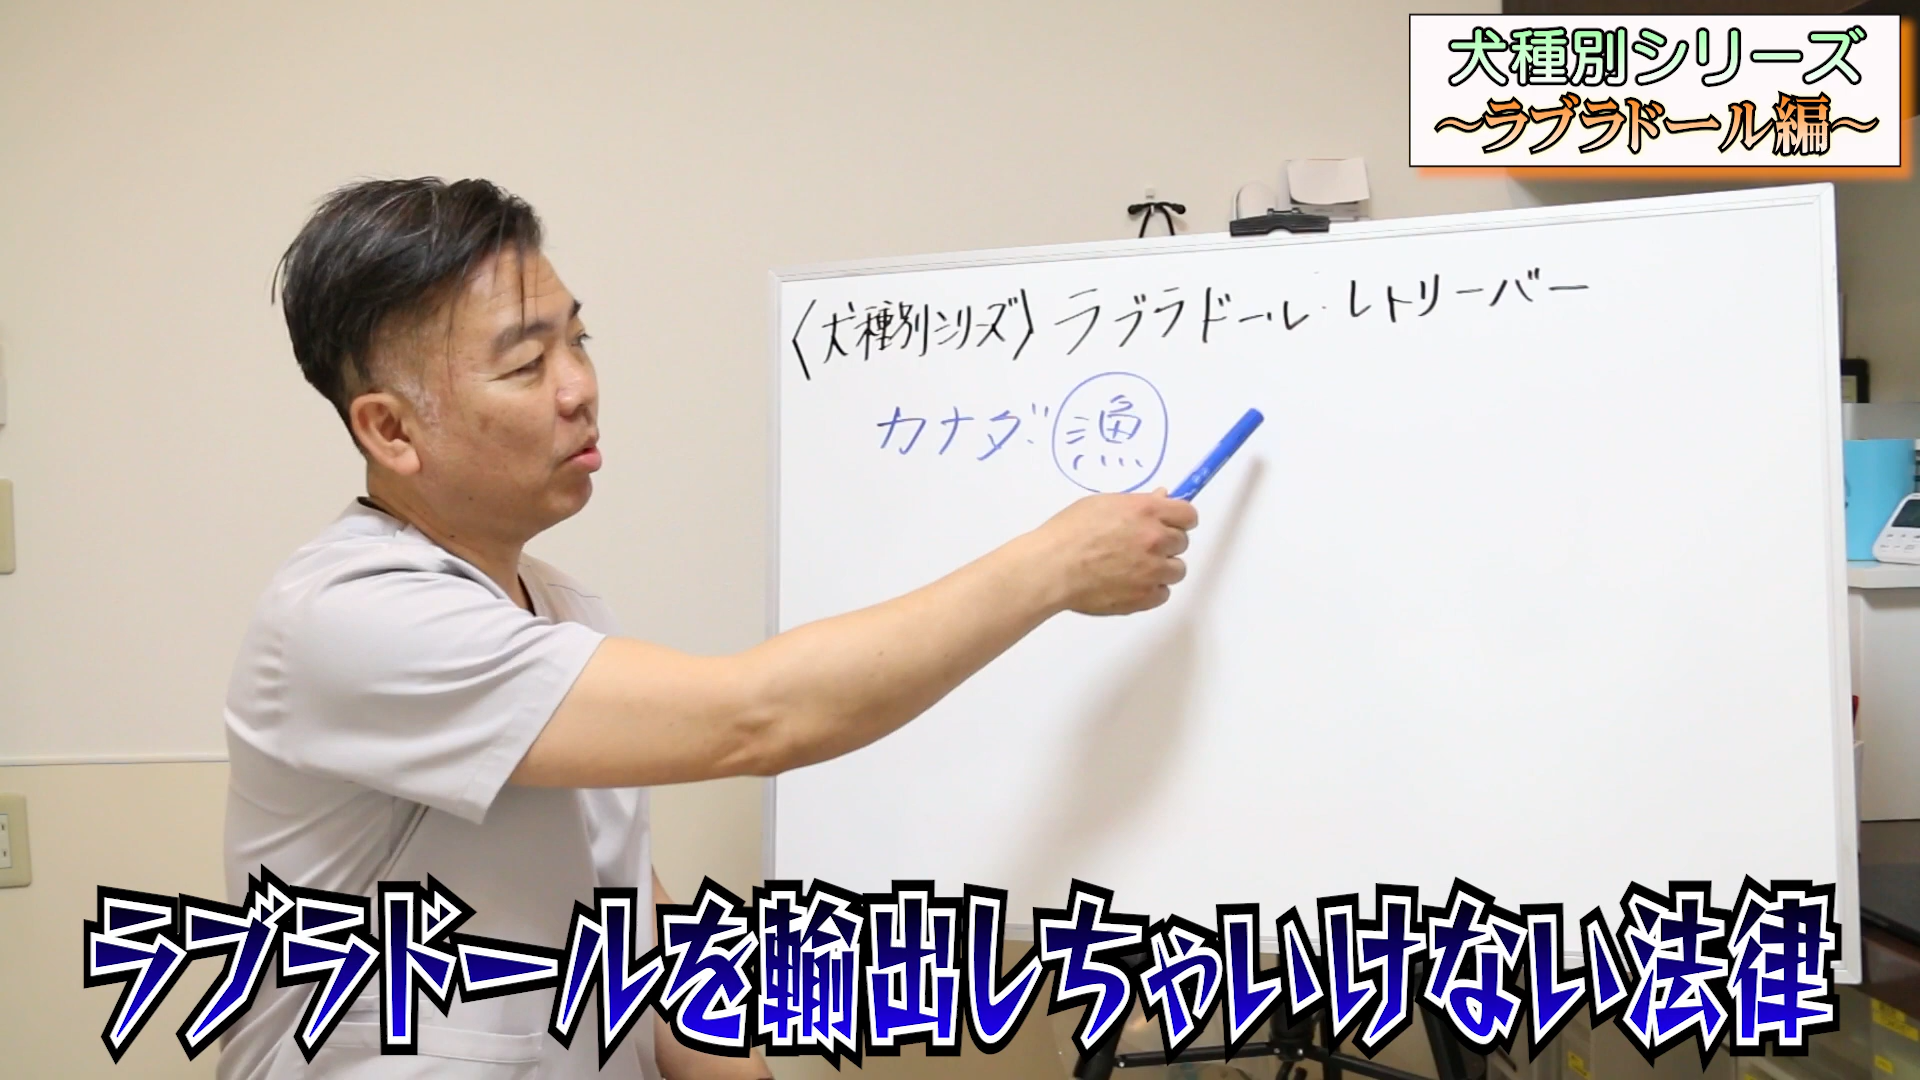 犬種別シリーズ
～ラブラドール編～
〈犬種別シリーズ〉ラブラドール・レトリーバー
カナダ 漁
ラブラドールを輸出しちゃいけない法律